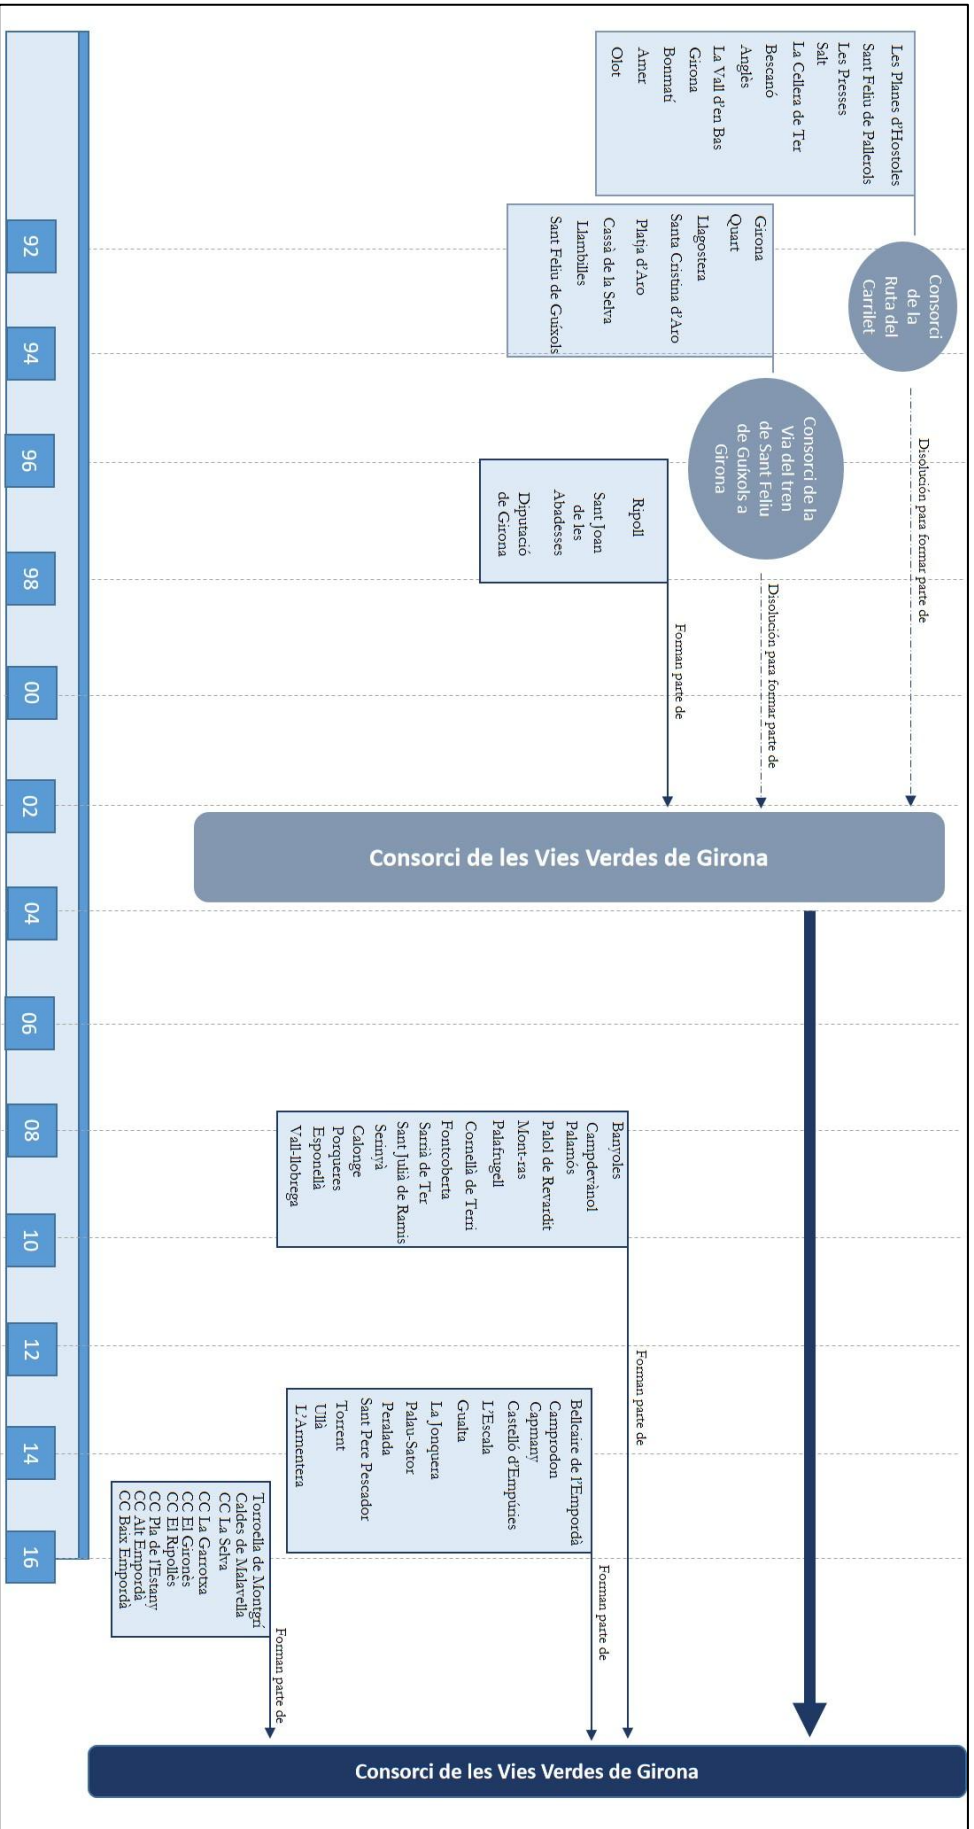 Les Planes d'Hostoles
Sant Feliu de Pallerols
Les Presses
Salt
La Cellera de Ter
Bescanó
Anglès
La Vall d'en Bas
Girona
Bonmatí
Amer
Olot
Consorci
de la
Ruta del
Carrilet
Disolución para formar parte de
Girona
Quart
Llagostera
Santa Cristina d'Aro
Platja d'Aro
Cassà de la Selva
Llambilles
Sant Feliu de Guíxols
Consorci de la
Via del tren
de Sant Feliu
de Guíxols a
Girona
Disolución para formar parte de
Ripoll
Sant Joan
de les
Abadesses
Diputació
de Girona
Forman parte de
Consorci de les Vies Verdes de Girona
Banyoles
Campdevànol
Palamós
Palol de Revardit
Mont-ras
Palafrugell
Cornellà de Terri
Fontcoberta
Sarrià de Ter
Sant Julià de Ramis
Serinyà
Calonge
Porqueres
Esponellà
Vall-llobrega
Forman parte de
Bellcaire de l'Empordà
Camprodon
Capmany
Castelló d'Empúries
L'Escala
Gualta
La Jonquera
Palau-Sator
Peralada
Sant Pere Pescador
Torrent
Ullà
L'Armentera
Forman parte de
Torroella de Montgrí
Caldes de Malavella
CC La Selva
CC La Garrotxa
CC El Gironès
CC El Ripollès
CC Pla de l'Estany
CC Alt Empordà
CC Baix Empordà
Forman parte de
Consorci de les Vies Verdes de Girona
92
94
96
98
00
02
04
06
08
10
12
14
16